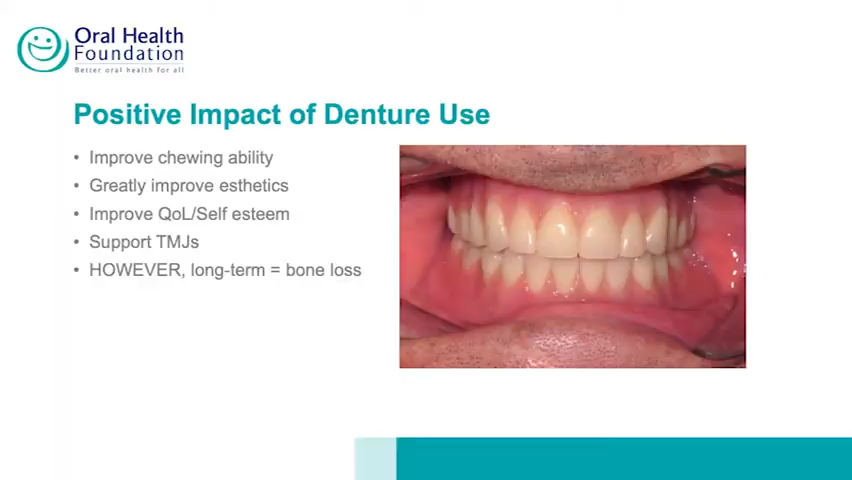 Oral Health
Foundation
Better oral health for all
Positive Impact of Denture Use
• Improve chewing ability
• Greatly improve esthetics
• Improve QoL/Self esteem
• Support TMJs
• HOWEVER, long-term = bone loss